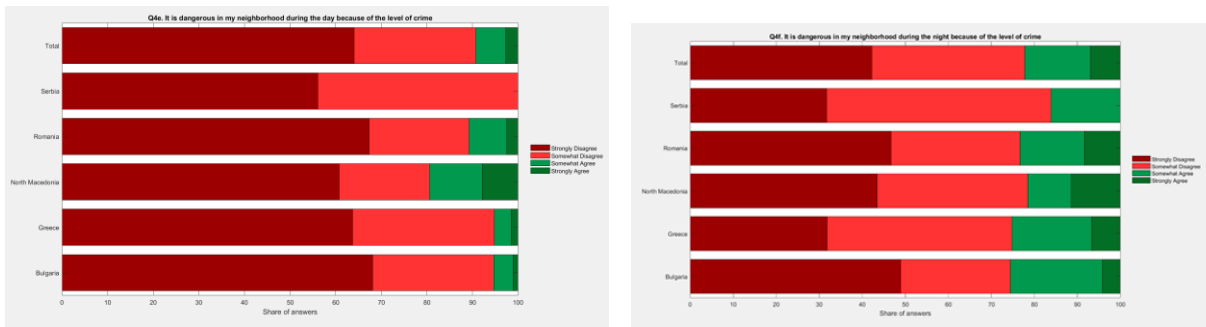 Q4e. It is dangerous in my neighborhood during the day because of the level of crime
Total
Serbia
Romania
North Macedonia
Greece
Bulgaria
0 10 20 30 40 50 60 70 80 90 100
Share of answers
Strongly Disagree
Somewhat Disagree
Somewhat Agree
Strongly Agree
Q4f. It is dangerous in my neighborhood during the night because of the level of crime
Total
Serbia
Romania
North Macedonia
Greece
Bulgaria
0 10 20 30 40 50 60 70 80 90 100
Share of answers
Strongly Disagree
Somewhat Disagree
Somewhat Agree
Strongly Agree